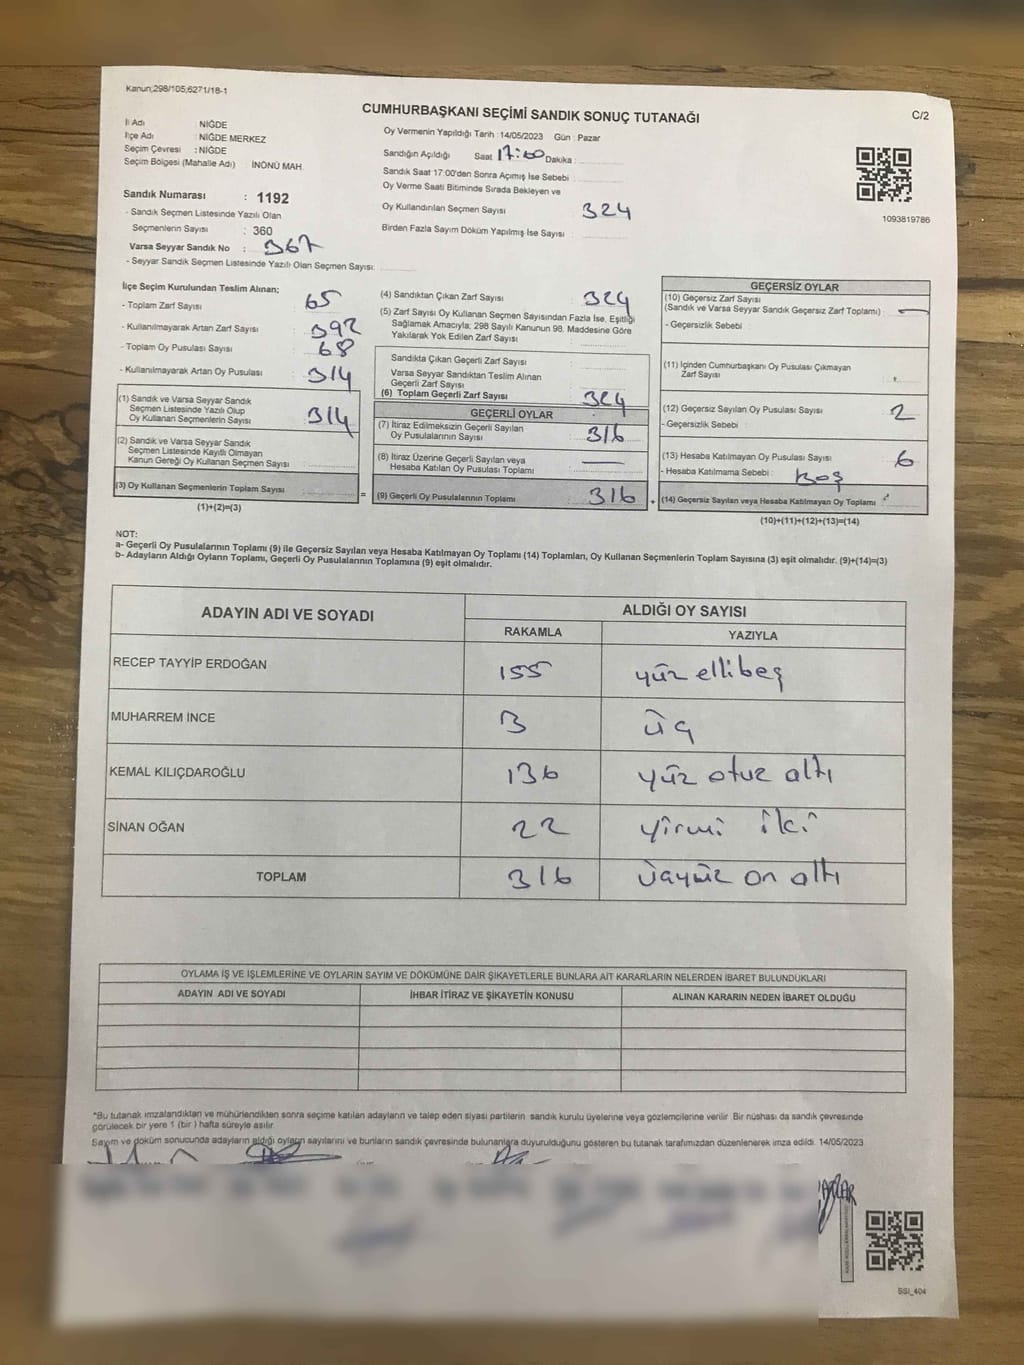 Kanun;298/105,6271/18-1
CUMHURBAŞKANI SEÇİMİ SANDIK SONUÇ TUTANAĞI
C/2
İl Adı : NİĞDE
İlçe Adı : NİĞDE MERKEZ
Seçim Çevresi : NİĞDE
Seçim Bölgesi (Mahalle Adı) : İNÖNÜ MAH.
Sandık Numarası : 1192
- Sandık Seçmen Listesinde Yazılı Olan
Seçmenlerin Sayısı : 360
Varsa Seyyar Sandık No : 367
- Seyyar Sandık Seçmen Listesinde Yazılı Olan Seçmen Sayısı:
Oy Vermenin Yapıldığı Tarih :14/05/2023 Gün : Pazar
Sandığın Açıldığı Saat 17:00 Dakika :
Sandık Saat 17:00'den Sonra Açımış İse Sebebi :
Oy Verme Saati Bitiminde Sırada Bekleyen ve
Oy Kullandırılan Seçmen Sayısı 324
Birden Fazla Sayım Döküm Yapılmış İse Sayısı :
1093819786
İlçe Seçim Kurulundan Teslim Alınan;
- Toplam Zarf Sayısı : 65
- Kullanılmayarak Artan Zarf Sayısı : 392
- Toplam Oy Pusulası Sayısı : 68
- Kullanılmayarak Artan Oy Pusulası : 314
(1) Sandık ve Varsa Seyyar Sandık
Seçmen Listesinde Yazılı Olup
Oy Kullanan Seçmenlerin Sayısı : 314
(2) Sandık ve Varsa Seyyar Sandık
Seçmen Listesinde Kayıtlı Olmayan
Kanun Gereği Oy Kullanan Seçmen Sayısı :
(3) Oy Kullanan Seçmenlerin Toplam Sayısı :
(1)+(2)=(3)
=
(4) Sandıktan Çıkan Zarf Sayısı : 324
(5) Zarf Sayısı Oy Kullanan Seçmen Sayısından Fazla İse, Eşitliği
Sağlamak Amacıyla; 298 Sayılı Kanunun 98. Maddesine Göre
Yakılarak Yok Edilen Zarf Sayısı :
Sandıkta Çıkan Geçerli Zarf Sayısı :
Varsa Seyyar Sandıktan Teslim Alınan
Geçerli Zarf Sayısı :
(6) Toplam Geçerli Zarf Sayısı : 324
GEÇERLİ OYLAR
(7) İtiraz Edilmeksizin Geçerli Sayılan
Oy Pusulalarının Sayısı : 316
(8) İtiraz Üzerine Geçerli Sayılan veya
Hesaba Katılan Oy Pusulası Toplamı : —
(9) Geçerli Oy Pusulalarının Toplamı : 316
+
GEÇERSİZ OYLAR
(10) Geçersiz Zarf Sayısı
(Sandık ve Varsa Seyyar Sandık Geçersiz Zarf Toplamı) : —
- Geçersizlik Sebebi :
(11) İçinden Cumhurbaşkanı Oy Pusulası Çıkmayan
Zarf Sayısı :
(12) Geçersiz Sayılan Oy Pusulası Sayısı : 2
- Geçersizlik Sebebi :
(13) Hesaba Katılmayan Oy Pusulası Sayısı : 6
- Hesaba Katılmama Sebebi : Boş
(14) Geçersiz Sayılan veya Hesaba Katılmayan Oy Toplamı :
(10)+(11)+(12)+(13)=(14)
NOT:
a- Geçerli Oy Pusulalarının Toplamı (9) ile Geçersiz Sayılan veya Hesaba Katılmayan Oy Toplamı (14) Toplamları, Oy Kullanan Seçmenlerin Toplam Sayısına (3) eşit olmalıdır. (9)+(14)=(3)
b- Adayların Aldığı Oyların Toplamı, Geçerli Oy Pusulalarının Toplamına (9) eşit olmalıdır.
ADAYIN ADI VE SOYADI ALDIĞI OY SAYISI
RAKAMLA YAZIYLA
RECEP TAYYİP ERDOĞAN 155 yüz ellibeş
MUHARREM İNCE 3 üç
KEMAL KILIÇDAROĞLU 136 yüz otuz altı
SİNAN OĞAN 22 yirmi iki
TOPLAM 316 üçyüz on altı
OYLAMA İŞ VE İŞLEMLERİNE VE OYLARIN SAYIM VE DÖKÜMÜNE DAİR ŞİKAYETLERLE BUNLARA AİT KARARLARIN NELERDEN İBARET BULUNDUKLARI
ADAYIN ADI VE SOYADI İHBAR İTİRAZ VE ŞİKAYETİN KONUSU ALINAN KARARIN NEDEN İBARET OLDUĞU
*Bu tutanak imzalandıktan ve mühürlendikten sonra seçime katılan adayların ve talep eden siyasi partilerin sandık kurulu üyelerine veya gözlemcilerine verilir. Bir nüshası da sandık çevresinde
görülecek bir yere 1 (bir ) hafta süreyle asılır.
Sayım ve döküm sonucunda adayların aldığı oyların sayılarını ve bunların sandık çevresinde bulunanlara duyurulduğunu gösteren bu tutanak tarafımızdan düzenlenerek imza edildi. 14/05/2023
SSI_404